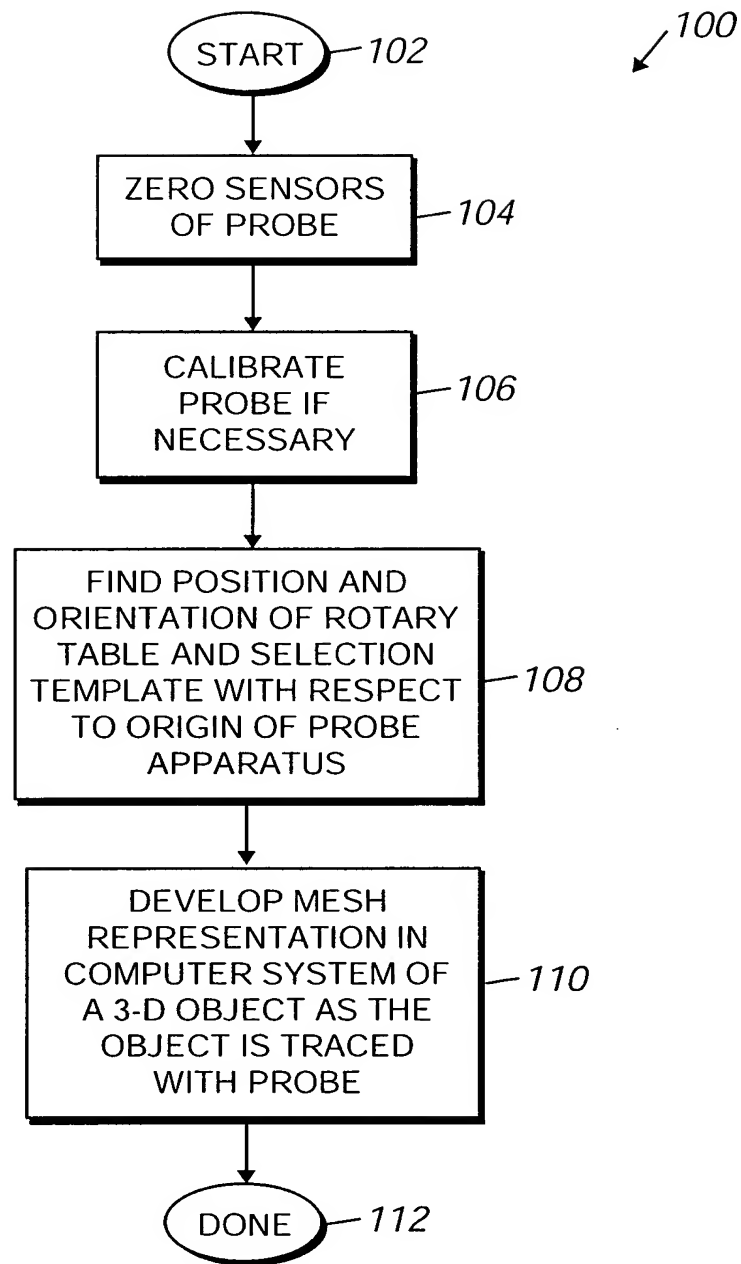 100
START
102
ZERO SENSORS
OF PROBE
104
CALIBRATE
PROBE IF
NECESSARY
106
FIND POSITION AND
ORIENTATION OF ROTARY
TABLE AND SELECTION
TEMPLATE WITH RESPECT
TO ORIGIN OF PROBE
APPARATUS
108
DEVELOP MESH
REPRESENTATION IN
COMPUTER SYSTEM OF
A 3-D OBJECT AS THE
OBJECT IS TRACED
WITH PROBE
110
DONE
112